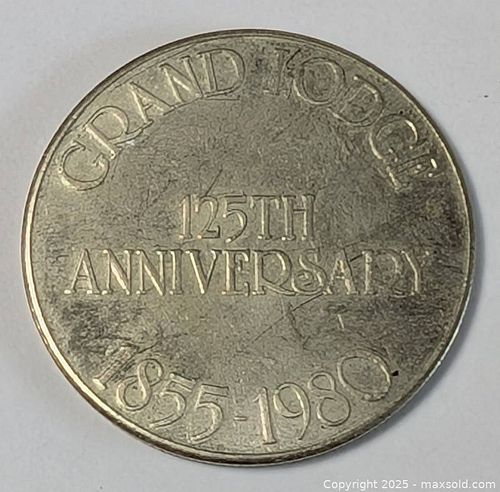 GRAND LODGE
125TH
ANNIVERSARY
1855-1980
Copyright 2025 - maxsold.com